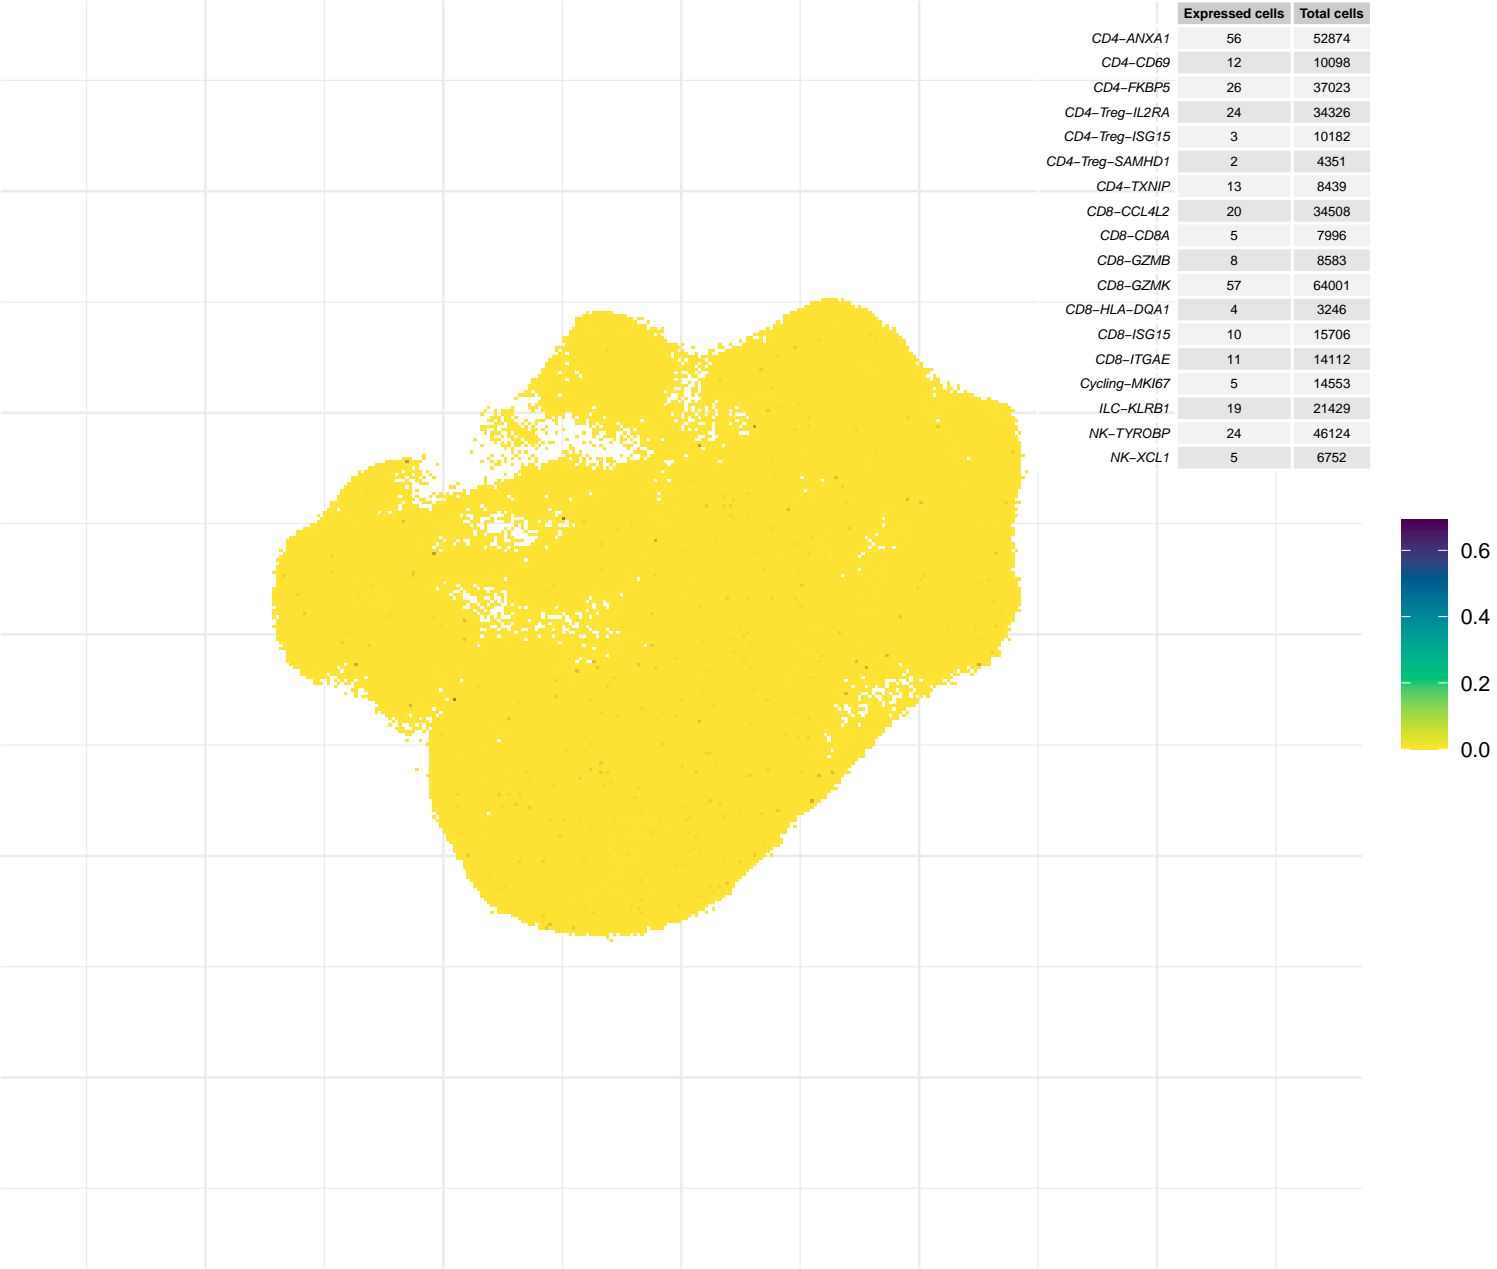 Expressed cells Total cells
CD4−ANXA1 56 52874
CD4−CD69 12 10098
CD4−FKBP5 26 37023
CD4−Treg−IL2RA 24 34326
CD4−Treg−ISG15 3 10182
CD4−Treg−SAMHD1 2 4351
CD4−TXNIP 13 8439
CD8−CCL4L2 20 34508
CD8−CD8A 5 7996
CD8−GZMB 8 8583
CD8−GZMK 57 64001
CD8−HLA−DQA1 4 3246
CD8−ISG15 10 15706
CD8−ITGAE 11 14112
Cycling−MKI67 5 14553
ILC−KLRB1 19 21429
NK−TYROBP 24 46124
NK−XCL1 5 6752
0.6
0.4
0.2
0.0